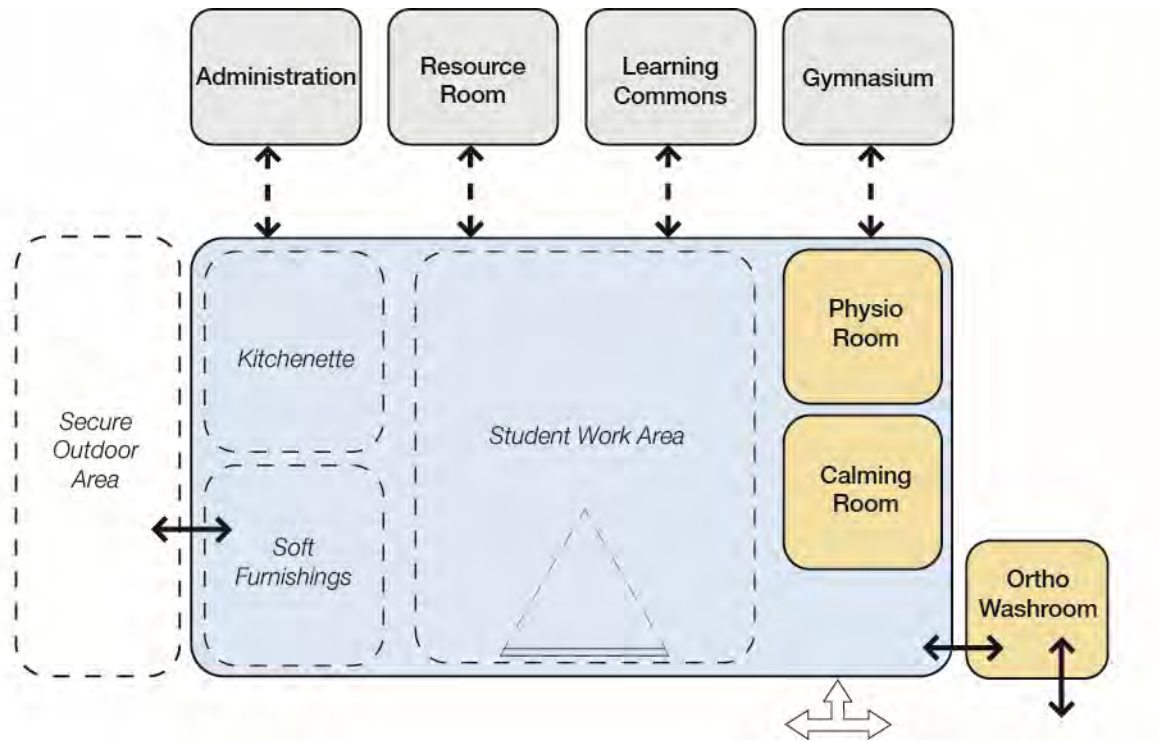 Administration
Resource
Room
Learning
Commons
Gymnasium
Kitchenette
Physio
Room
Secure
Outdoor
Area
Student Work Area
Calming
Room
Soft
Furnishings
Ortho
Washroom